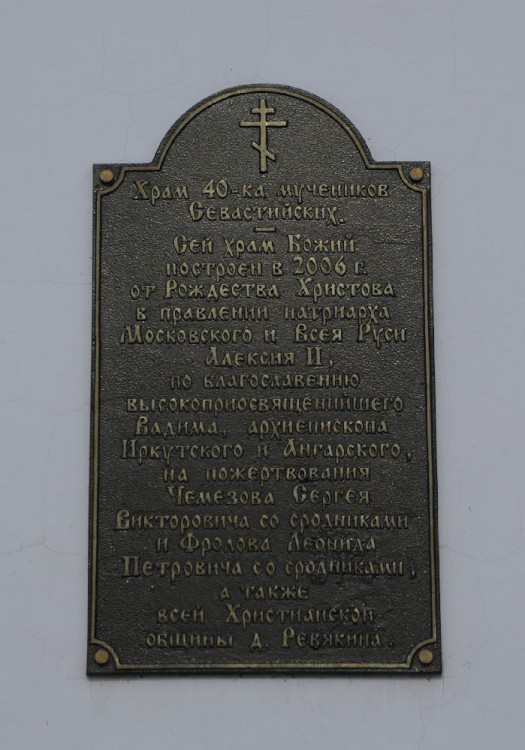 Храм 40-ка мучеников
Севастийских.
Сей храм Божий
построен в 2006 г.
от Рождества Христова
в правлении патриарха
Московского и Всея Руси
Алексия II,
по благославению
высокоприосвященнийшего
Вадима, архиепископа
Иркутского и Ангарского,
на пожертвования
Чемезова Сергея
Викторовича со сродниками
и Фролова Леонида
Петровича со сродниками,
а также
всей Христианской
общины д. Ревякина.